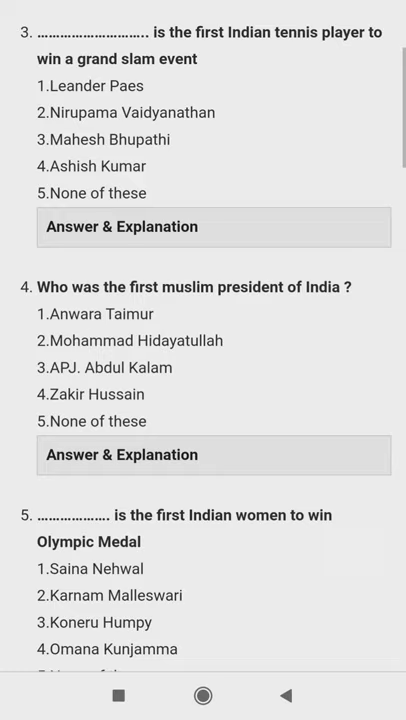 3. ............................. is the first Indian tennis player to
win a grand slam event
1.Leander Paes
2.Nirupama Vaidyanathan
3.Mahesh Bhupathi
4.Ashish Kumar
5.None of these
Answer & Explanation
4. Who was the first muslim president of India ?
1.Anwara Taimur
2.Mohammad Hidayatullah
3.APJ. Abdul Kalam
4.Zakir Hussain
5.None of these
Answer & Explanation
5. ................... is the first Indian women to win
Olympic Medal
1.Saina Nehwal
2.Karnam Malleswari
3.Koneru Humpy
4.Omana Kunjamma